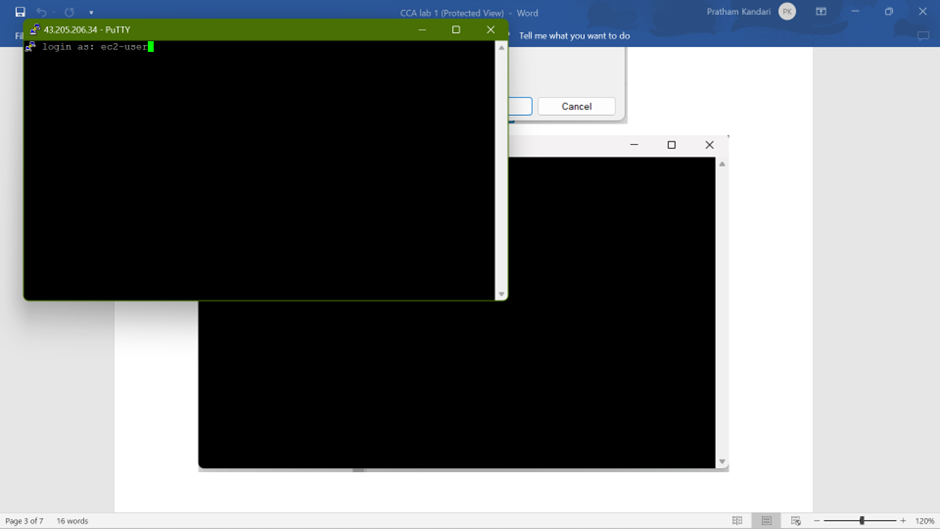 CCA lab 1 (Protected View) - Word
Pratham Kandari
PK
43.205.206.34 - PuTTY
Fil
Tell me what you want to do
login as: ec2-user
Cancel
Page 3 of 7
16 words
120%